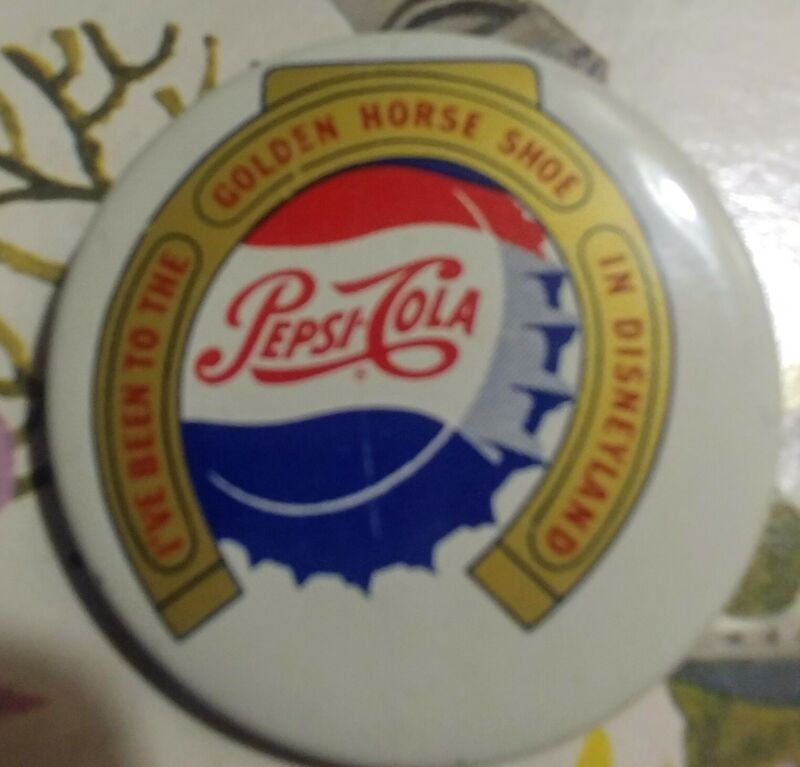 I'VE BEEN TO THE
GOLDEN HORSE SHOE
IN DISNEYLAND
PEPSI-COLA